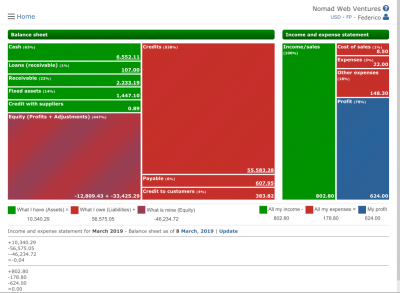 Nomad Web Ventures
Home
USD - FP - Federico
Balance sheet
Income and expense statement
Cash (63%)
6,552.11
Loans (receivable) (1%)
107.00
Receivable (22%)
2,233.19
Fixed assets (14%)
1,447.10
Credit with suppliers
0.89
Equity (Profits + Adjustments) (447%)
-12,809.43 + -33,425.29
Credits (538%)
55,583.28
Payable (6%)
607.95
Credit to customers (4%)
383.82
Income/sales
(100%)
802.80
Cost of sales (1%)
8.50
Expenses (3%)
22.00
Other expenses
(18%)
148.30
Profit (78%)
624.00
What I have (Assets) =
What I owe (Liabilities) +
What is mine (Equity)
10,340.29
56,575.05
-46,234.72
All my income -
All my expenses =
My profit
802.80
178.80
624.00
Income and expense statement for March 2019 - Balance sheet as of 8 March, 2019 | Update
+10,340.29
-56,575.05
--46,234.72
=-0.04
+802.80
-178.80
-624.00
=0.00